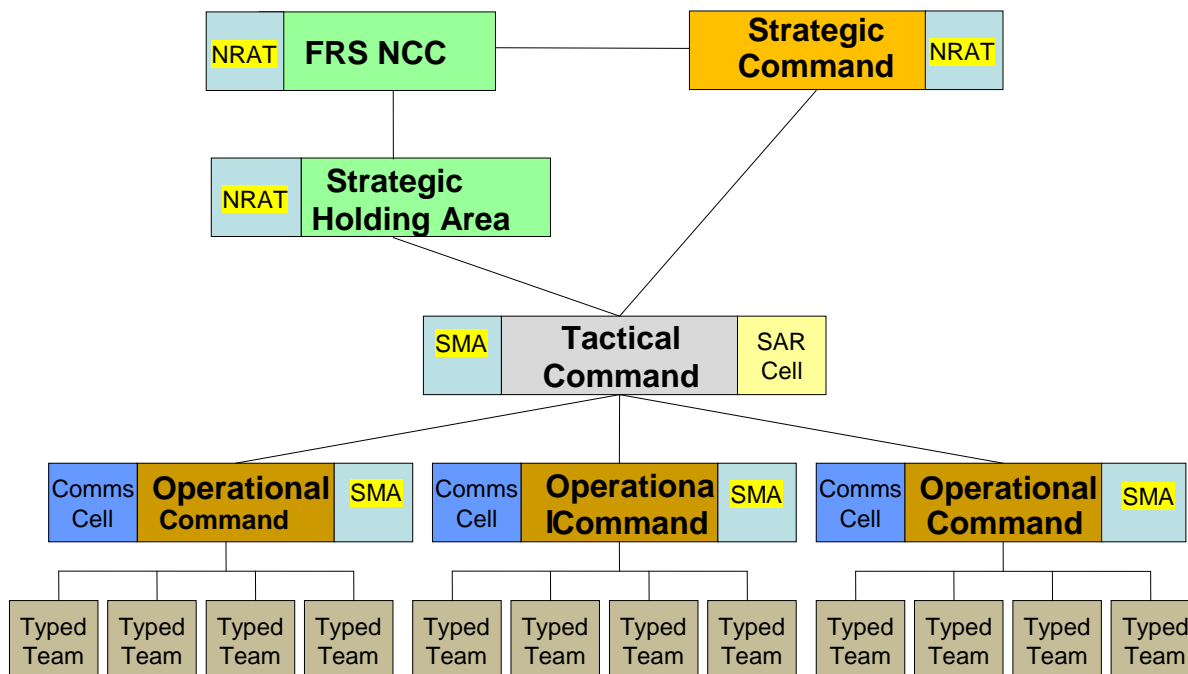 NRAT
FRS NCC
Strategic
Command
NRAT
NRAT
Strategic
Holding Area
SMA
Tactical
Command
SAR
Cell
Comms
Cell
Operational
Command
SMA
Comms
Cell
Operationa
lCommand
SMA
Comms
Cell
Operational
Command
SMA
Typed
Team
Typed
Team
Typed
Team
Typed
Team
Typed
Team
Typed
Team
Typed
Team
Typed
Team
Typed
Team
Typed
Team
Typed
Team
Typed
Team